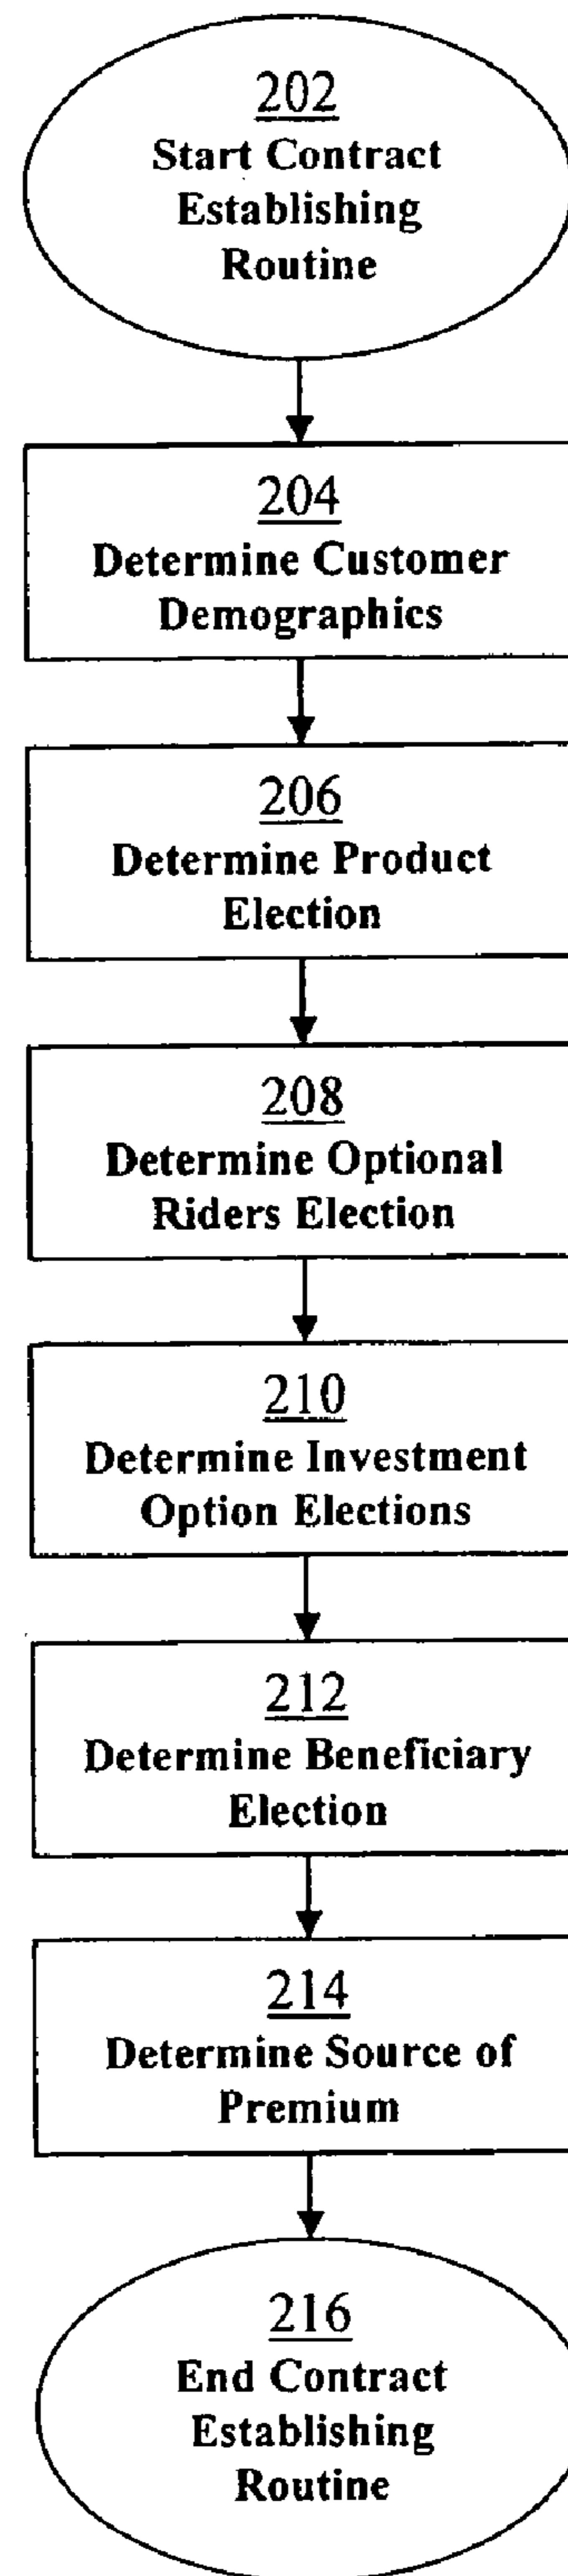 202
Start Contract
Establishing
Routine
204
Determine Customer
Demographics
206
Determine Product
Election
208
Determine Optional
Riders Election
210
Determine Investment
Option Elections
212
Determine Beneficiary
Election
214
Determine Source of
Premium
216
End Contract
Establishing
Routine